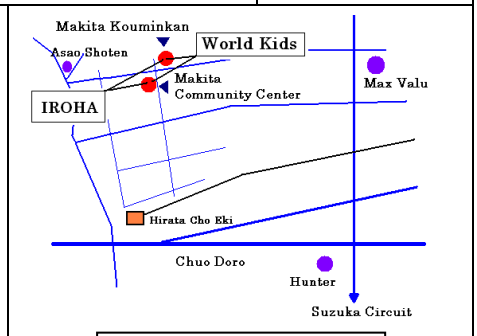 Makita Kouminkan
World Kids
Asao Shoten
Makita
Community Center
Max Valu
IROHA
Hirata Cho Eki
Chuo Doro
Hunter
Suzuka Circuit